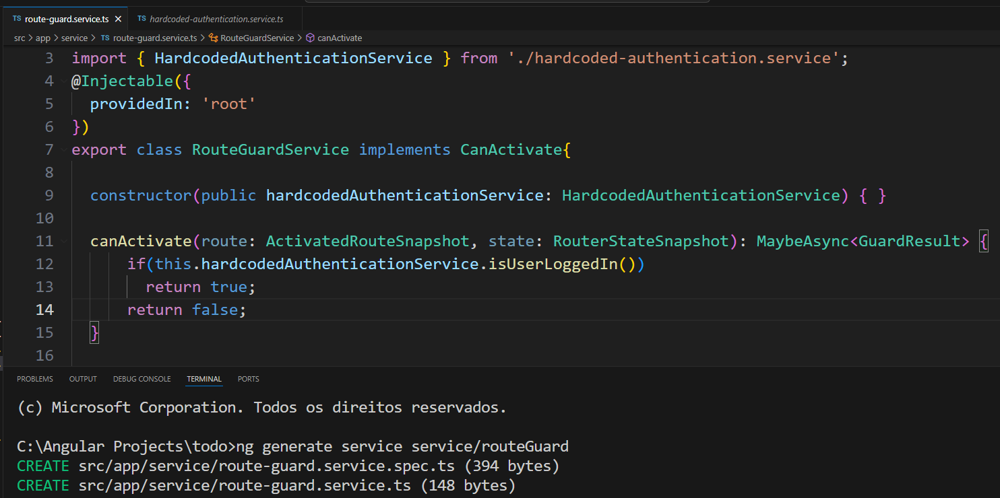 TS route-guard.service.ts × TS hardcoded-authentication.service.ts
src > app > service > TS route-guard.service.ts > RouteGuardService > canActivate
3 import { HardcodedAuthenticationService } from './hardcoded-authentication.service';
4 @Injectable({
5   providedIn: 'root'
6 })
7 export class RouteGuardService implements CanActivate{
8
9   constructor(public hardcodedAuthenticationService: HardcodedAuthenticationService) { }
10
11   canActivate(route: ActivatedRouteSnapshot, state: RouterStateSnapshot): MaybeAsync<GuardResult> {
12       if(this.hardcodedAuthenticationService.isUserLoggedIn())
13         return true;
14       return false;
15   }
16
PROBLEMS OUTPUT DEBUG CONSOLE TERMINAL PORTS
(c) Microsoft Corporation. Todos os direitos reservados.
C:\Angular Projects\todo>ng generate service service/routeGuard
CREATE src/app/service/route-guard.service.spec.ts (394 bytes)
CREATE src/app/service/route-guard.service.ts (148 bytes)